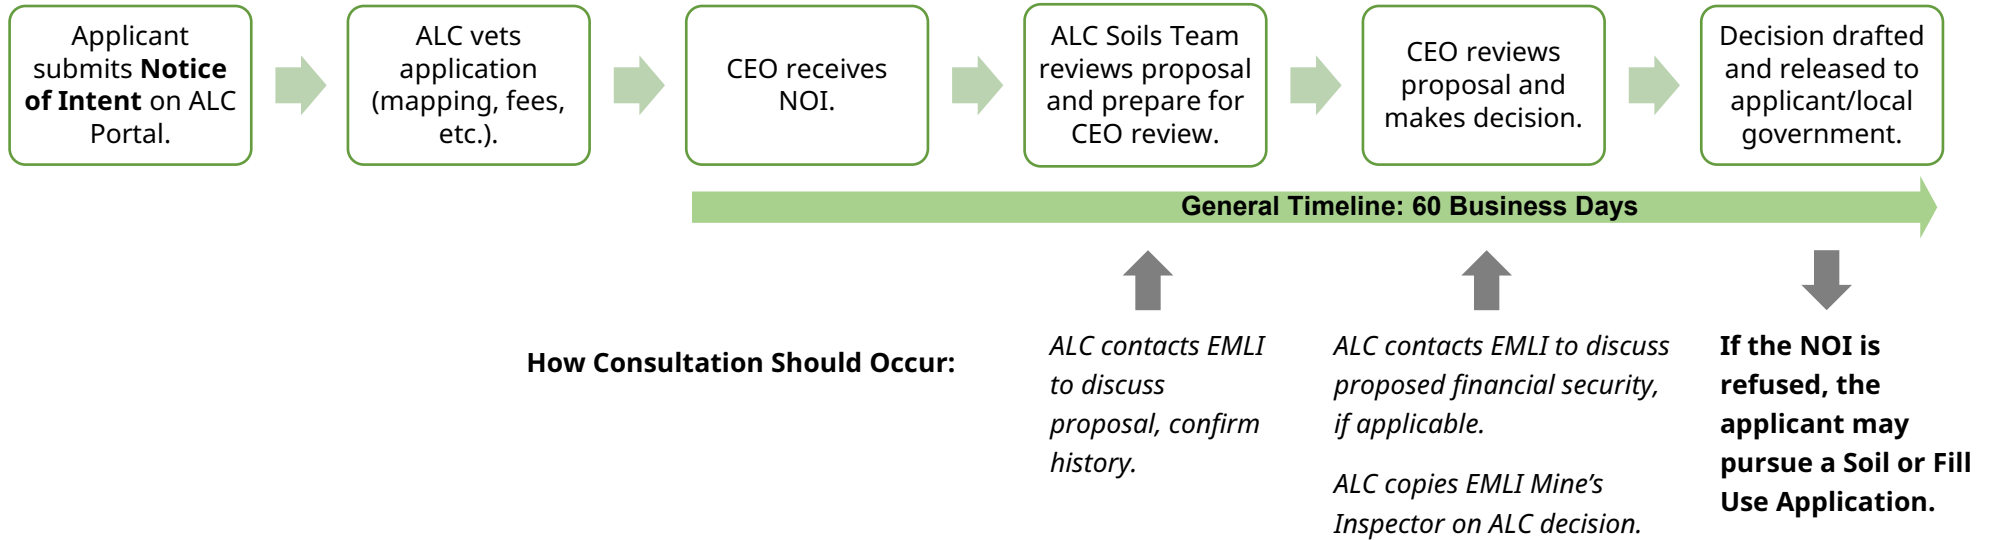 Applicant
submits Notice
of Intent on ALC
Portal.
ALC vets
application
(mapping, fees,
etc.).
CEO receives
NOI.
ALC Soils Team
reviews proposal
and prepare for
CEO review.
CEO reviews
proposal and
makes decision.
Decision drafted
and released to
applicant/local
government.
General Timeline: 60 Business Days
How Consultation Should Occur:
ALC contacts EMLI
to discuss
proposal, confirm
history.
ALC contacts EMLI to discuss
proposed financial security,
if applicable.
ALC copies EMLI Mine's
Inspector on ALC decision.
If the NOI is
refused, the
applicant may
pursue a Soil or Fill
Use Application.